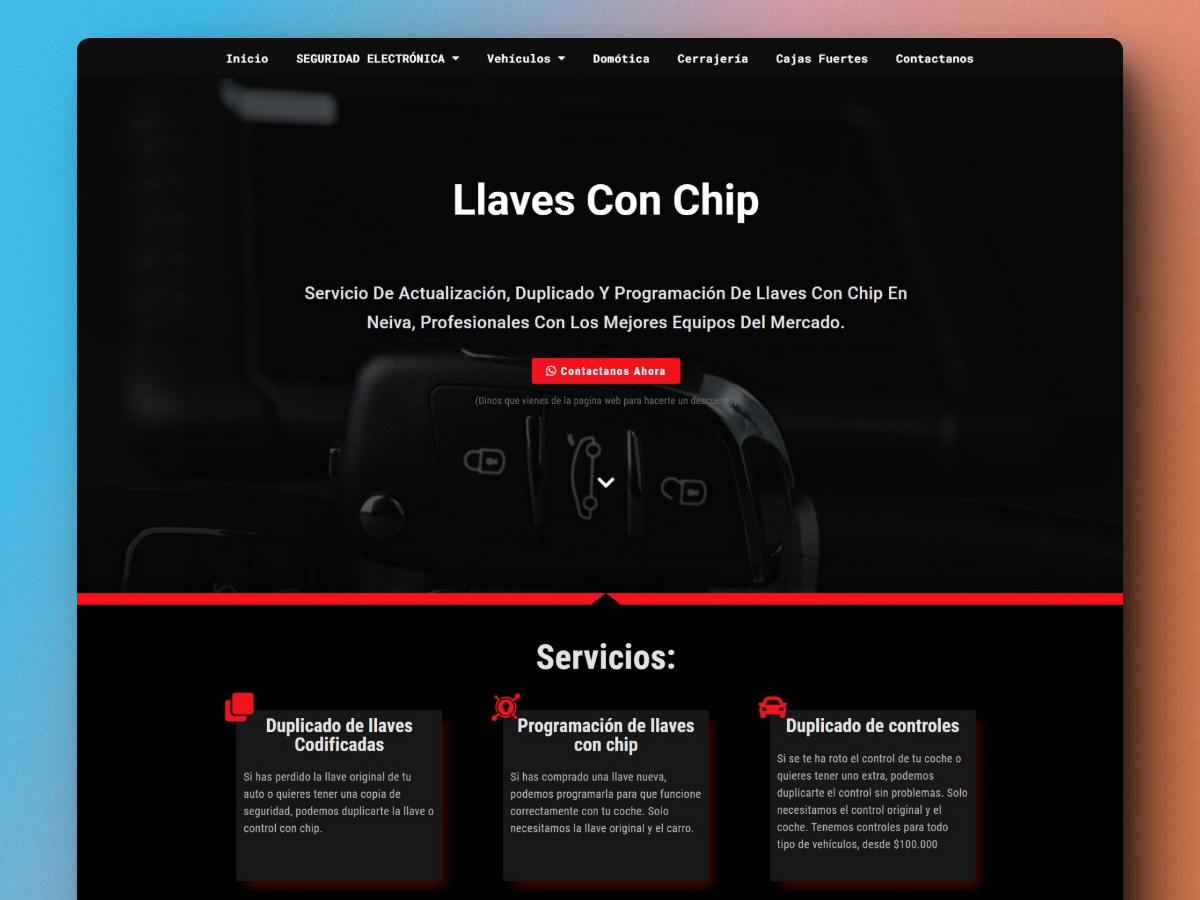 Inicio SEGURIDAD ELECTRÓNICA Vehículos Domótica Cerrajería Cajas Fuertes Contactanos
Llaves Con Chip
Servicio De Actualización, Duplicado Y Programación De Llaves Con Chip En
Neiva, Profesionales Con Los Mejores Equipos Del Mercado.
Contactanos Ahora
(Dinos que vienes de la pagina web para hacerte un descuento)
Servicios:
Duplicado de llaves
Codificadas
Si has perdido la llave original de tu
auto o quieres tener una copia de
seguridad, podemos duplicarte la llave o
control con chip.
Programación de llaves
con chip
Si has comprado una llave nueva,
podemos programarla para que funcione
correctamente con tu coche. Solo
necesitamos la llave original y el carro.
Duplicado de controles
Si se te ha roto el control de tu coche o
quieres tener uno extra, podemos
duplicarte el control sin problemas. Solo
necesitamos el control original y el
coche. Tenemos controles para todo
tipo de vehículos, desde $100.000